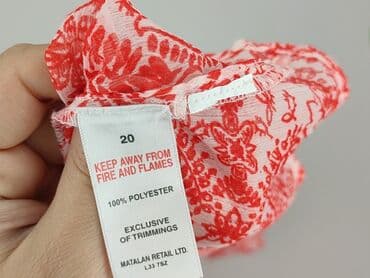 20
KEEP AWAY FROM
FIRE AND FLAMES
100% POLYESTER
EXCLUSIVE
OF TRIMMINGS
MATALAN RETAIL LTD.
L33 7SZ